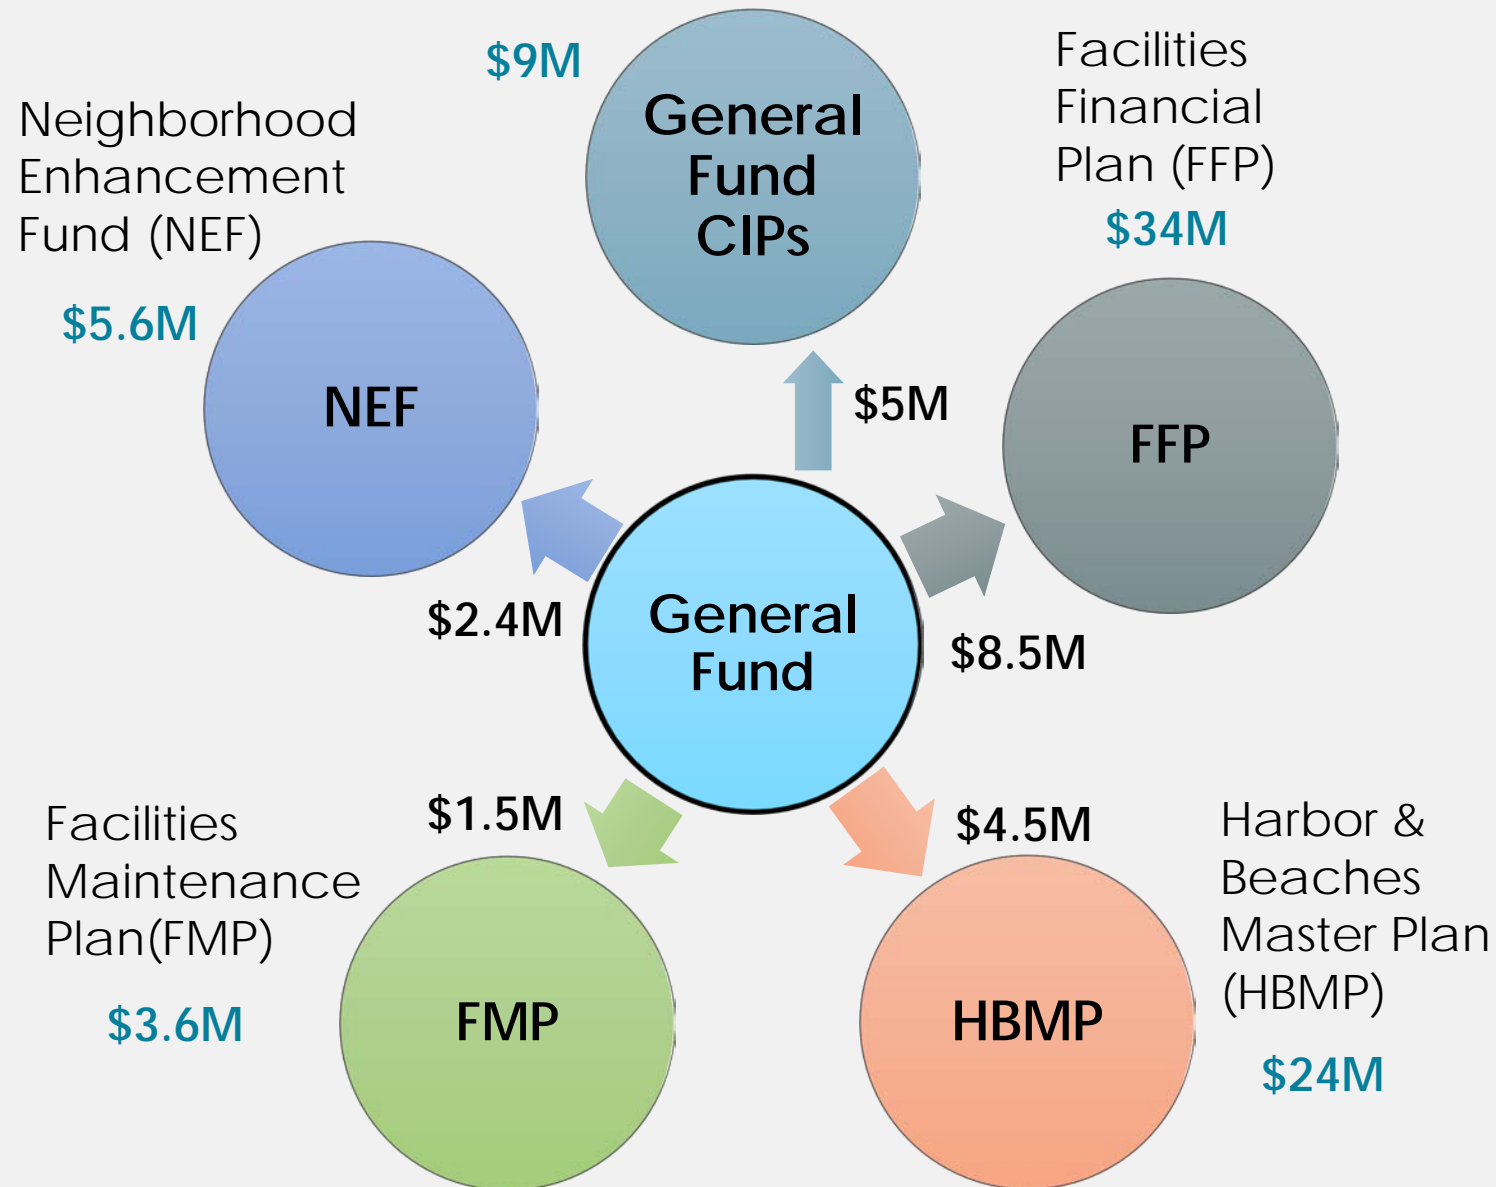 $9M
General
Fund
CIPs
Facilities
Financial
Plan (FFP)
$34M
Neighborhood
Enhancement
Fund (NEF)
$5.6M
NEF
$5M
FFP
$2.4M
General
Fund
$8.5M
Facilities
Maintenance
Plan(FMP)
$3.6M
$1.5M
FMP
$4.5M
HBMP
Harbor &
Beaches
Master Plan
(HBMP)
$24M